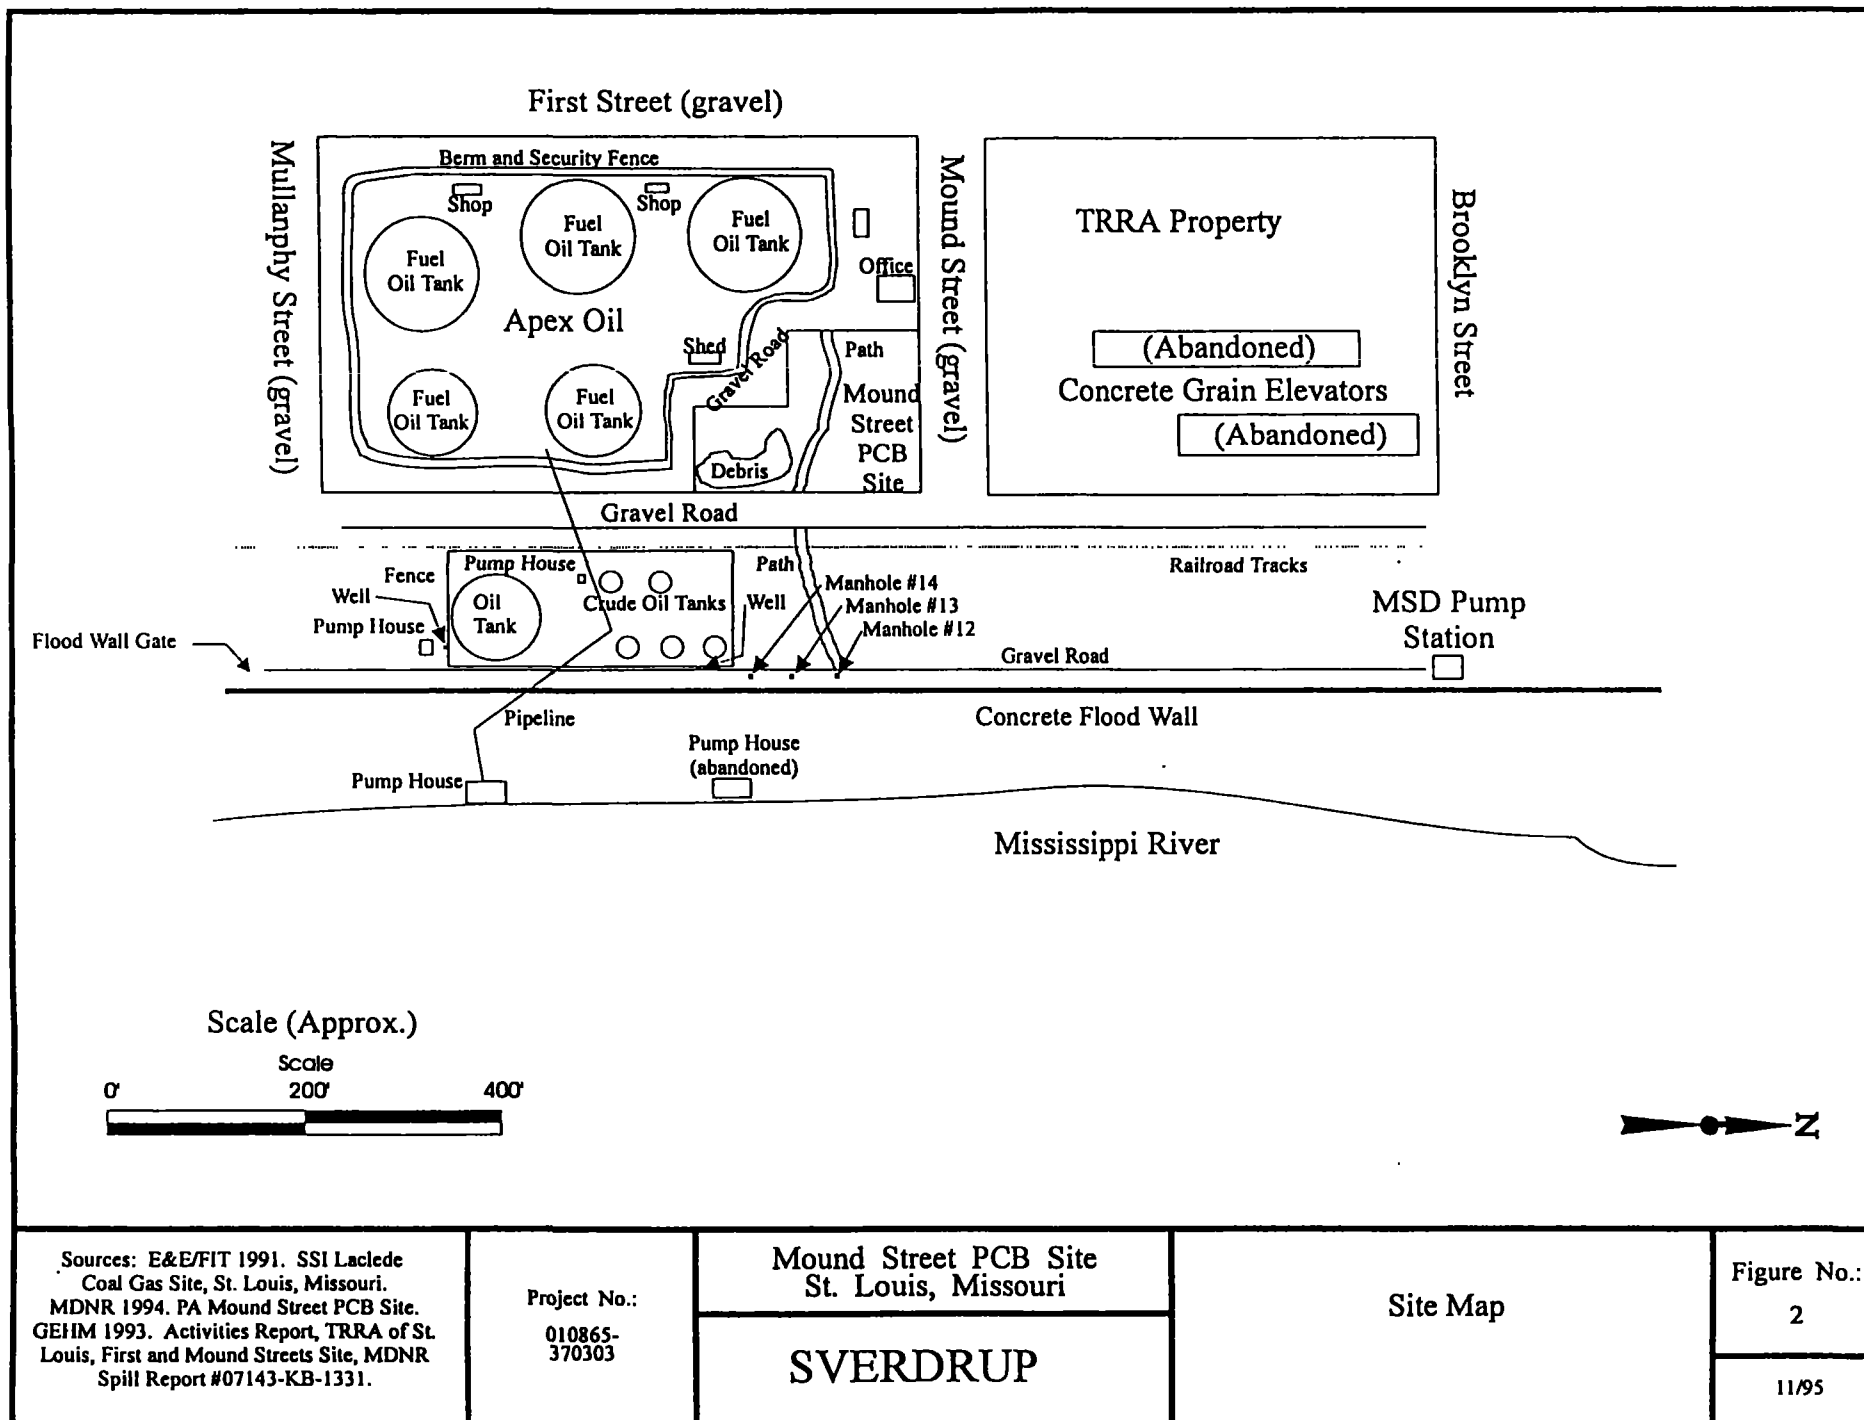 First Street (gravel)
Mullanphy Street (gravel)
Berm and Security Fence
Shop
Shop
Fuel
Oil Tank
Fuel
Oil Tank
Fuel
Oil Tank
Apex Oil
Fuel
Oil Tank
Fuel
Oil Tank
Shed
Gravel Road
Office
Path
Mound
Street
PCB
Site
Debris
Mound Street (gravel)
TRRA Property
(Abandoned)
Concrete Grain Elevators
(Abandoned)
Brooklyn Street
Gravel Road
Railroad Tracks
Fence
Pump House
Path
Well
Oil
Tank
Crude Oil Tanks
Well
Pump House
Flood Wall Gate
Manhole #14
Manhole #13
Manhole #12
Gravel Road
MSD Pump
Station
Pipeline
Concrete Flood Wall
Pump House
(abandoned)
Pump House
Mississippi River
Scale (Approx.)
Scale
0' 200' 400'
N
Sources: E&E/FIT 1991. SSI Laclede
Coal Gas Site, St. Louis, Missouri.
MDNR 1994. PA Mound Street PCB Site.
GEHM 1993. Activities Report, TRRA of St.
Louis, First and Mound Streets Site, MDNR
Spill Report #07143-KB-1331.
Project No.:
010865-
370303
Mound Street PCB Site
St. Louis, Missouri
SVERDRUP
Site Map
Figure No.:
2
11/95